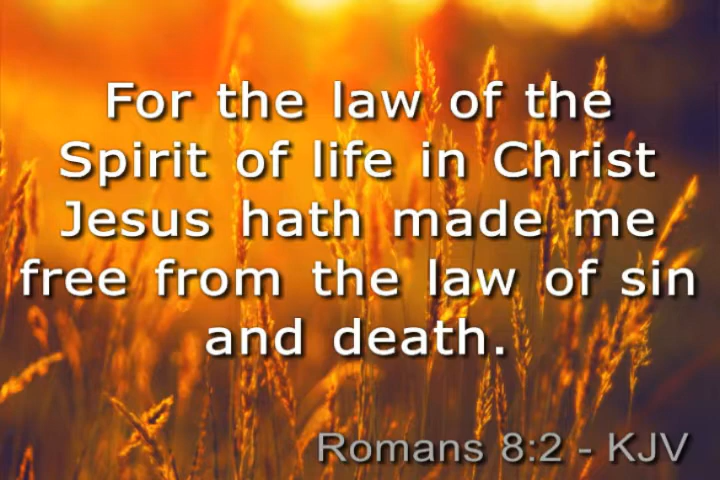 For the law of the
Spirit of life in Christ
Jesus hath made me
free from the law of sin
and death.
Romans 8:2 - KJV